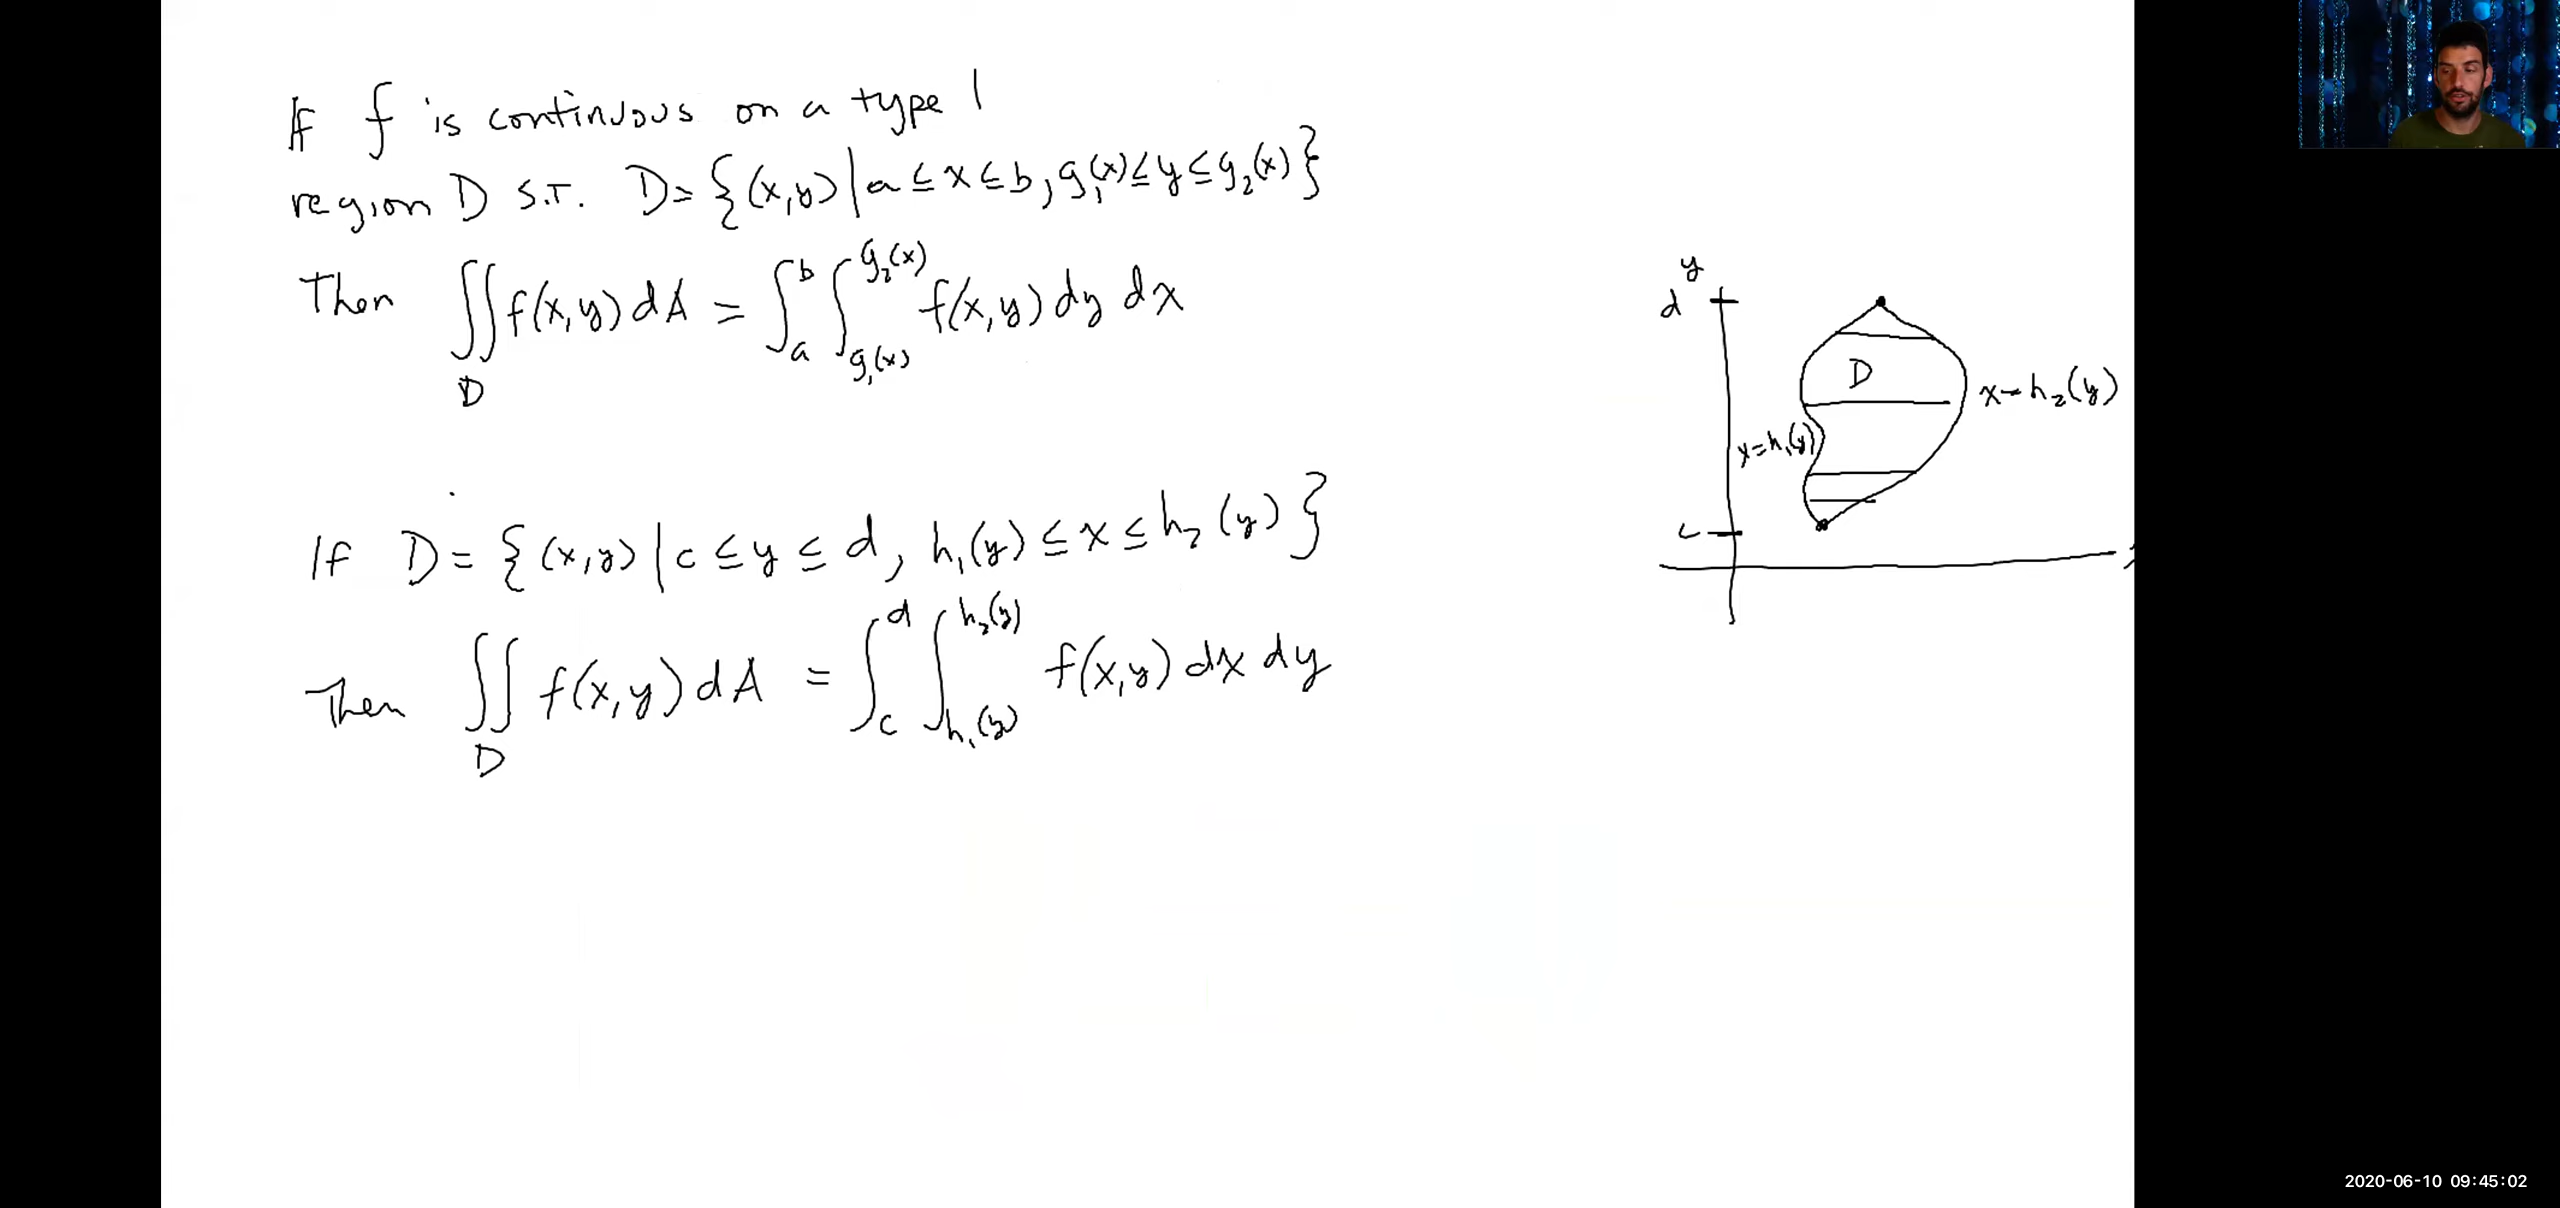 If f is continuous on a type 1
region D s.t. D = {(x,y) | a ≤ x ≤ b, g₁(x) ≤ y ≤ g₂(x)}
Then ∬_D f(x,y) dA = ∫_a^b ∫_{g₁(x)}^{g₂(x)} f(x,y) dy dx
If D = {(x,y) | c ≤ y ≤ d, h₁(y) ≤ x ≤ h₂(y)}
Then ∬_D f(x,y) dA = ∫_c^d ∫_{h₁(y)}^{h₂(y)} f(x,y) dx dy
y
d
D
x = h₂(y)
x = h₁(y)
c
2020-06-10 09:45:02